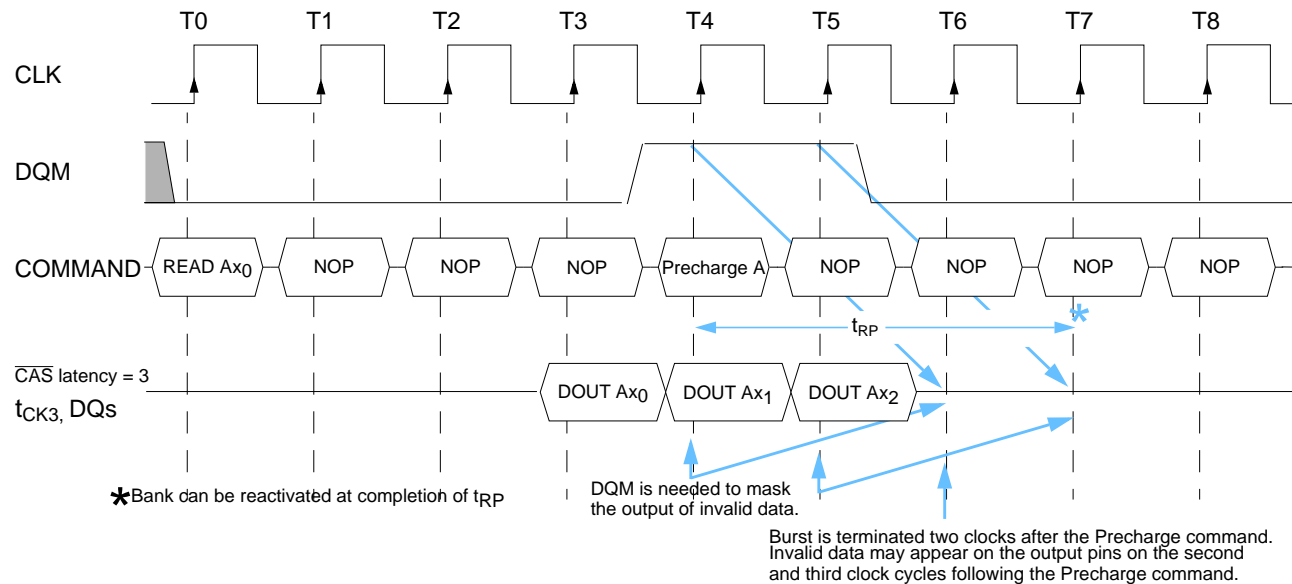 T0 T1 T2 T3 T4 T5 T6 T7 T8
CLK
DQM
COMMAND READ Ax0 NOP NOP NOP Precharge A NOP NOP NOP NOP
tRP *
CAS latency = 3
tCK3, DQs DOUT Ax0 DOUT Ax1 DOUT Ax2
*Bank can be reactivated at completion of tRP
DQM is needed to mask
the output of invalid data.
Burst is terminated two clocks after the Precharge command.
Invalid data may appear on the output pins on the second
and third clock cycles following the Precharge command.